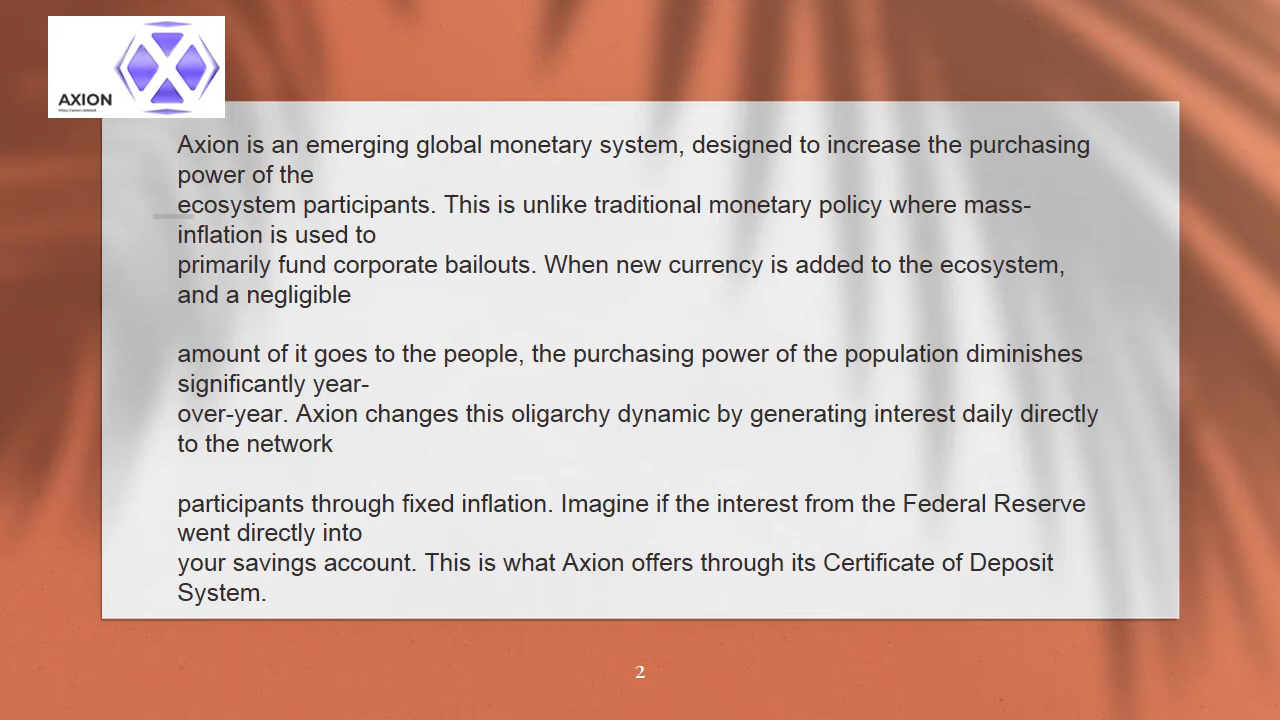 AXION
https://axion.network
Axion is an emerging global monetary system, designed to increase the purchasing
power of the
ecosystem participants. This is unlike traditional monetary policy where mass-
inflation is used to
primarily fund corporate bailouts. When new currency is added to the ecosystem,
and a negligible
amount of it goes to the people, the purchasing power of the population diminishes
significantly year-
over-year. Axion changes this oligarchy dynamic by generating interest daily directly
to the network
participants through fixed inflation. Imagine if the interest from the Federal Reserve
went directly into
your savings account. This is what Axion offers through its Certificate of Deposit
System.
2